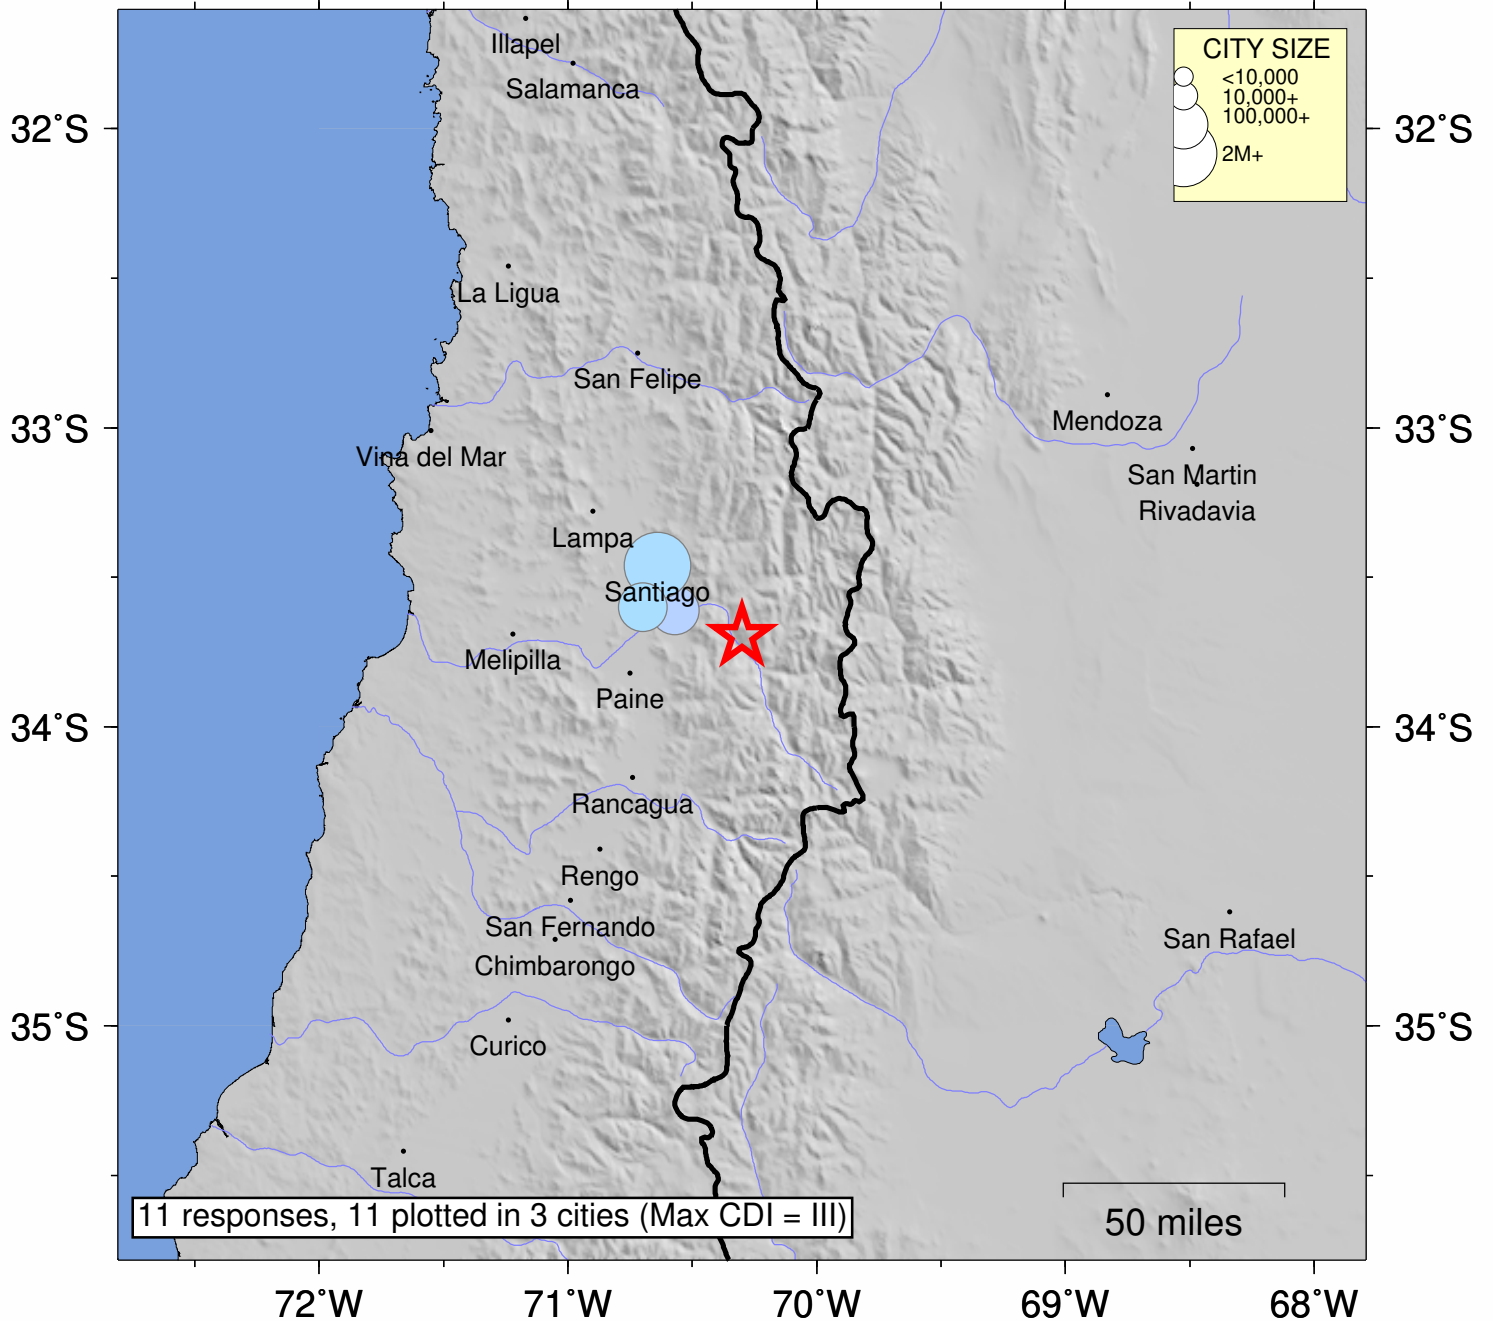 Illapel
Salamanca
CITY SIZE
<10,000
10,000+
100,000+
2M+
32°S
32°S
La Ligua
San Felipe
Mendoza
33°S
33°S
Vina del Mar
San Martin
Rivadavia
Lampa
Santiago
Melipilla
Paine
34°S
34°S
Rancagua
Rengo
San Fernando
San Rafael
Chimbarongo
35°S
35°S
Curico
Talca
11 responses, 11 plotted in 3 cities (Max CDI = III)
50 miles
72°W
71°W
70°W
69°W
68°W